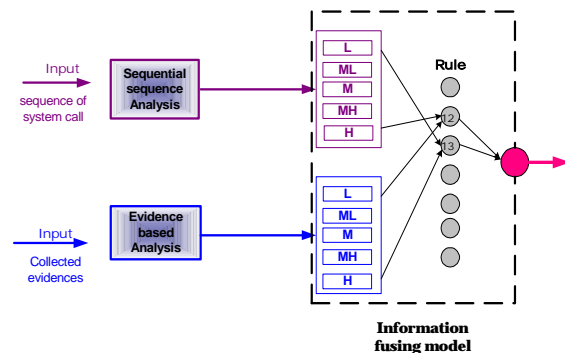 Input
sequence of
system call
Sequential
sequence
Analysis
L
ML
M
MH
H
Rule
12
13
Input
Collected
evidences
Evidence
based
Analysis
L
ML
M
MH
H
Information
fusing model